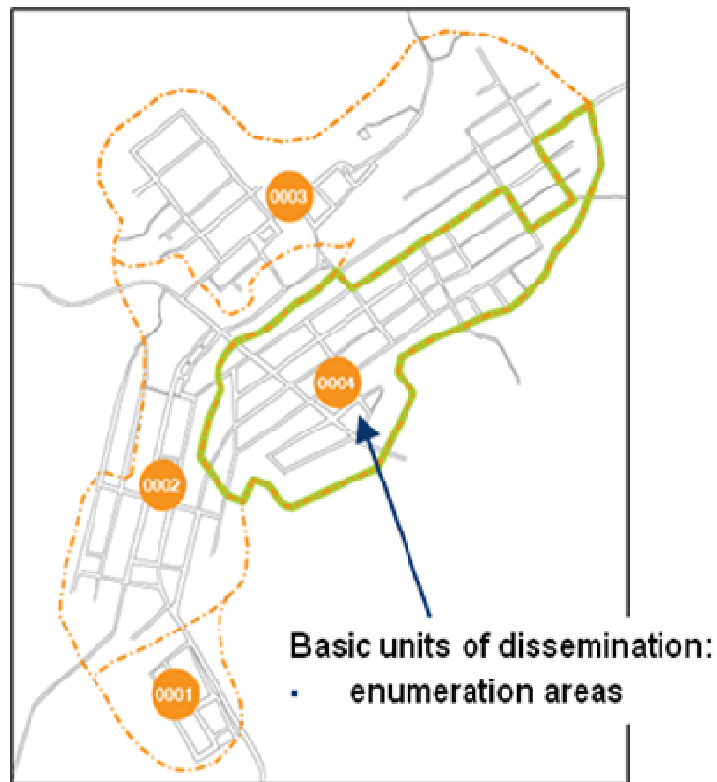 0003
0004
0002
0001
Basic units of dissemination:
• enumeration areas